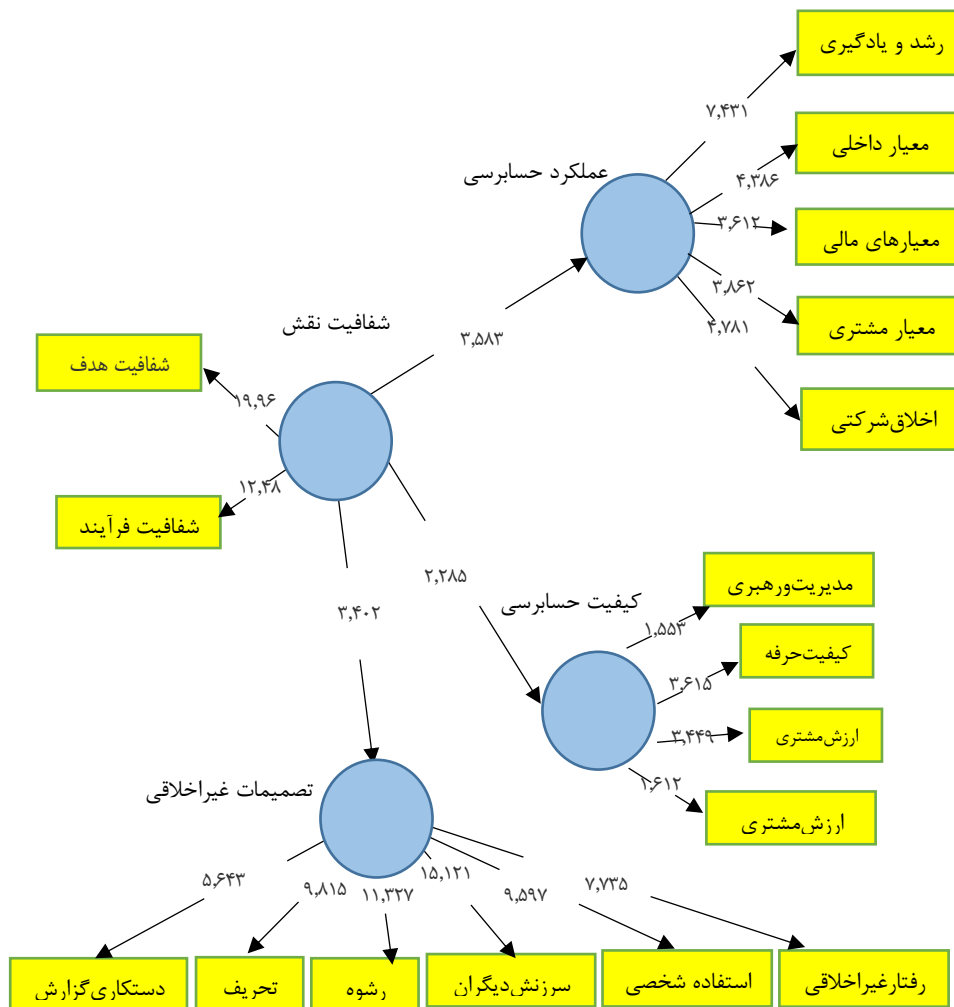 رشد و یادگیری
۷,۴۳۱
معیار داخلی
۴,۳۸۶
عملکرد حسابرسی
۳,۶۱۲
معیارهای مالی
۳,۸۶۲
معیار مشتری
۴,۷۸۱
اخلاق‌شرکتی
شفافیت نقش
۳,۵۸۳
شفافیت هدف
۱۹,۹۶
۱۲,۴۸
شفافیت فرآیند
۲,۲۸۵
۳,۴۰۲
کیفیت حسابرسی
مدیریت‌ورهبری
۱,۵۵۳
کیفیت‌حرفه
۳,۶۱۵
ارزش‌مشتری
۳,۴۴۹
۱,۶۱۲
ارزش‌مشتری
تصمیمات غیراخلاقی
۵,۶۴۳
۹,۸۱۵
۱۱,۳۲۷
۱۵,۱۲۱
۹,۵۹۷
۷,۷۳۵
رفتارغیراخلاقی
استفاده شخصی
سرزنش‌دیگران
رشوه
تحریف
دستکاری‌گزارش